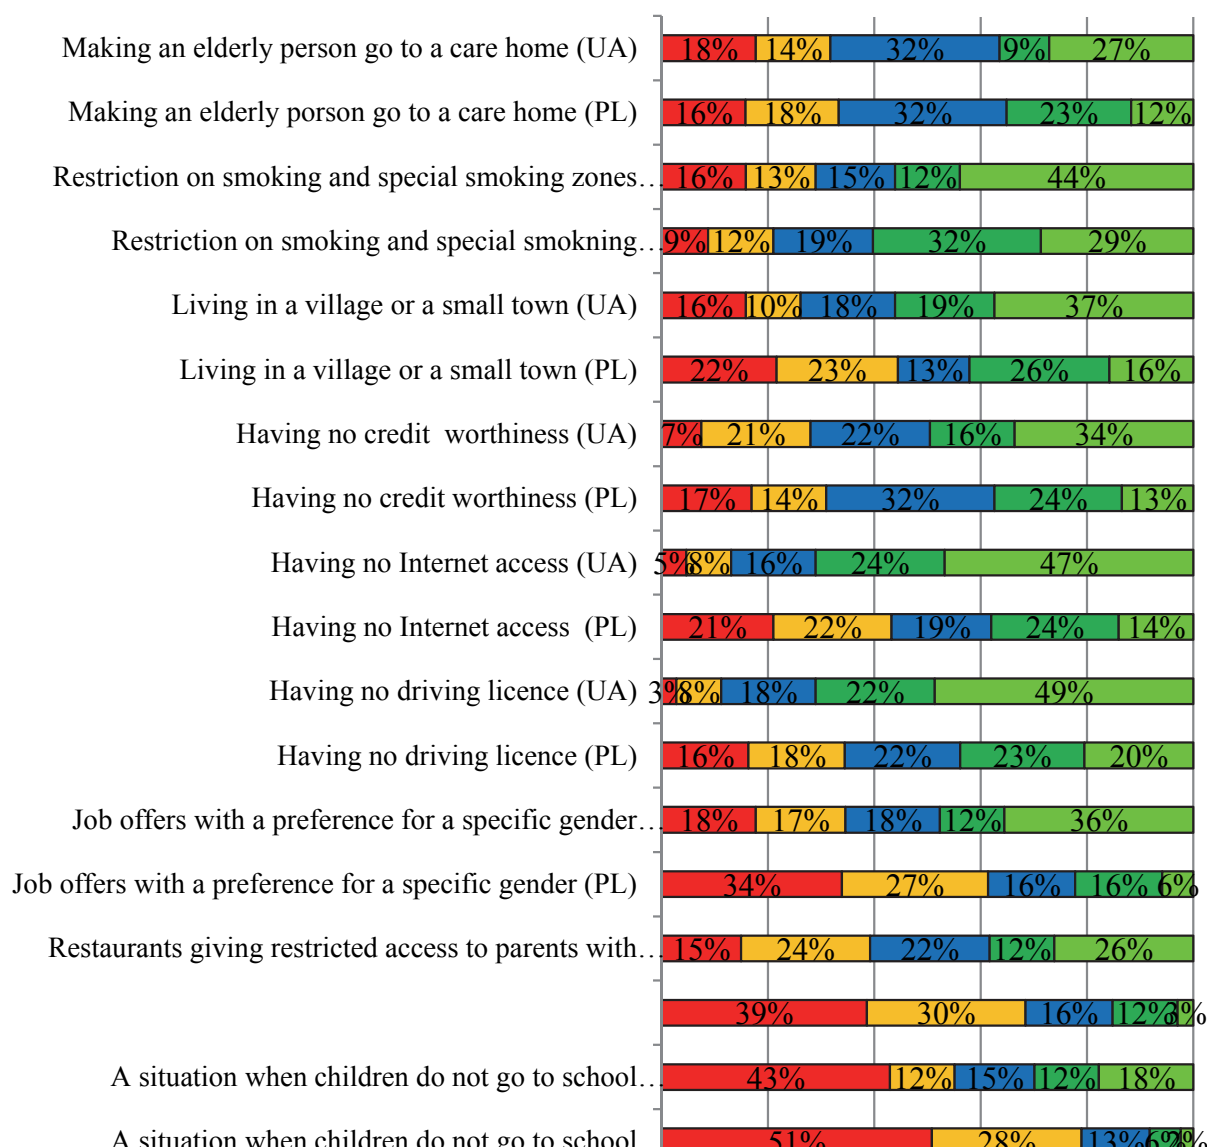 Making an elderly person go to a care home (UA) 18% 14% 32% 9% 27%
Making an elderly porson go to a care home (PL) 16% 18% 32% 23% 12%
Restriction on smoking and special smoking zones… 16% 13% 15% 12% 44%
Restriction on smoking and special smokning… 9% 12% 19% 32% 29%
Living in a village or a small town (UA) 16% 10% 18% 19% 37%
Living in a village or a small town (PL) 22% 23% 13% 26% 16%
Having no credit worthiness (UA) 7% 21% 22% 16% 34%
Having no credit worthiness (PL) 17% 14% 32% 24% 13%
Having no Internet access (UA) 5% 8% 16% 24% 47%
Having no Internet access (PL) 21% 22% 19% 24% 14%
Having no driving licence (UA) 3% 8% 18% 22% 49%
Having no driving licence (PL) 16% 18% 22% 23% 20%
Job offers with a preference for a specific gender… 18% 17% 18% 12% 36%
Job offers with a preference for a specific gender (PL) 34% 27% 16% 16% 6%
Restaurants giving restricted access to parents with… 15% 24% 22% 12% 26%
39% 30% 16% 12% 3%
A situation when children do not go to school… 43% 12% 15% 12% 18%
A situation when children do not go to school 51% 28% 13% 6% 2%